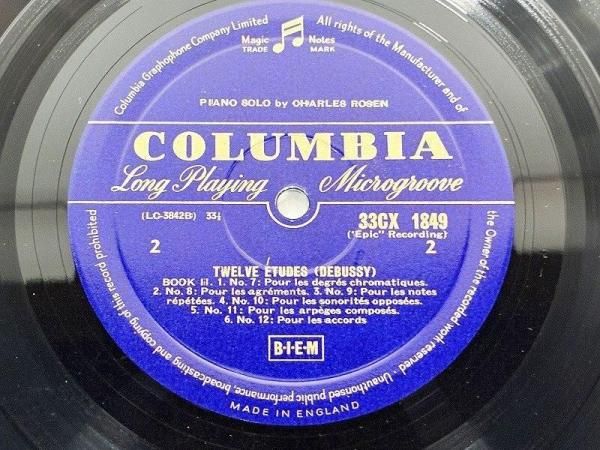 Columbia Graphophone Company Limited
All rights of the Manufacturer and of
the Owner of the recorded work reserved. Unauthorised public performance, broadcasting and copying of this record prohibited
Magic Notes
TRADE MARK
PIANO SOLO by CHARLES ROSEN
COLUMBIA
Long Playing Microgroove
(LC-3842B) 33⅓
33CX 1849
("Epic" Recording)
2 2
TWELVE ÉTUDES (DEBUSSY)
BOOK III. 1. No. 7: Pour les degrés chromatiques.
2. No. 8: Pour les agréments. 3. No. 9: Pour les notes
répétées. 4. No. 10: Pour les sonorités opposées.
5. No. 11: Pour les arpèges composés.
6. No. 12: Pour les accords
B·I·E·M
MADE IN ENGLAND